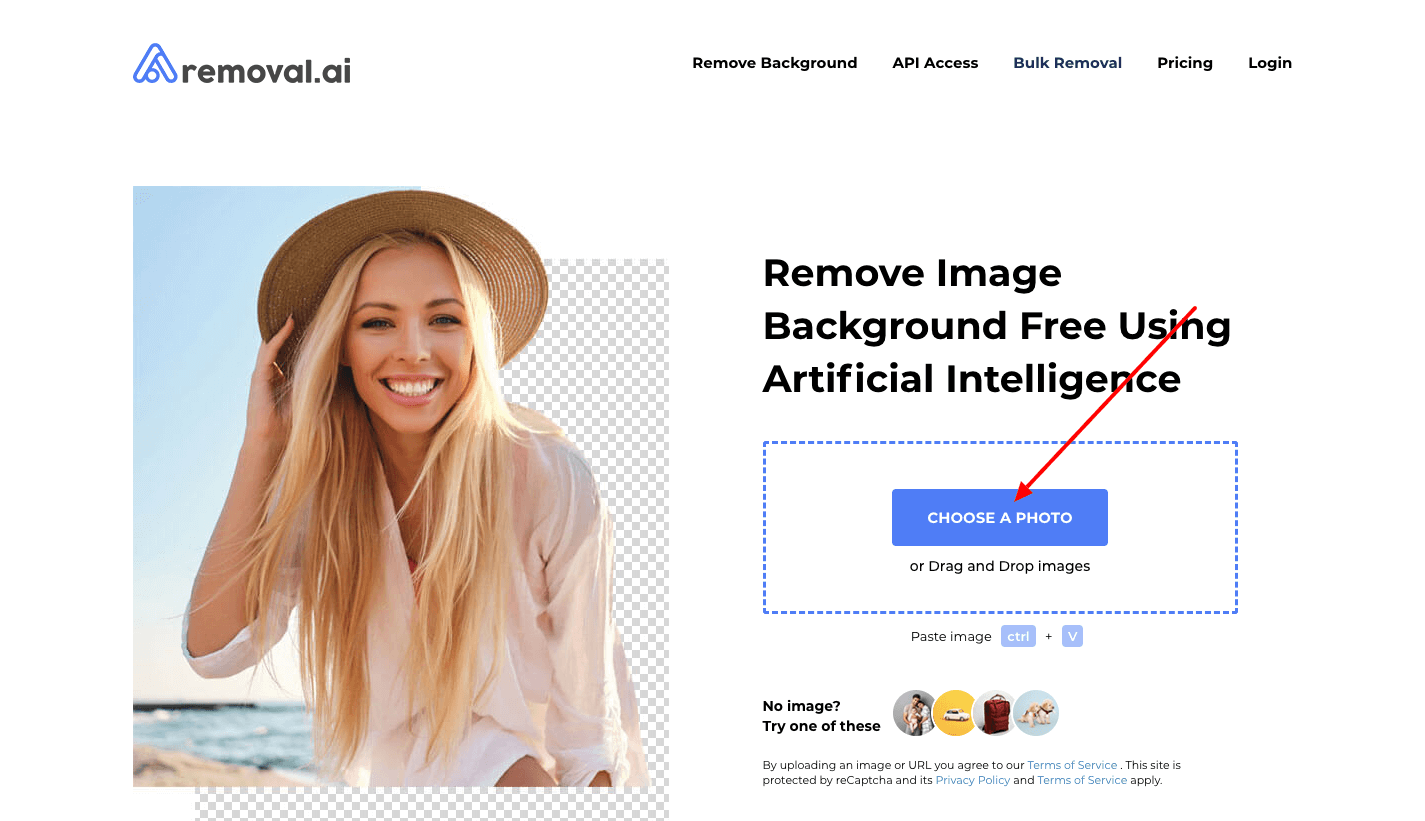 removal.ai
Remove Background API Access Bulk Removal Pricing Login
Remove Image
Background Free Using
Artificial Intelligence
CHOOSE A PHOTO
or Drag and Drop images
Paste image ctrl + V
No image?
Try one of these
By uploading an image or URL you agree to our Terms of Service . This site is
protected by reCaptcha and its Privacy Policy and Terms of Service apply.